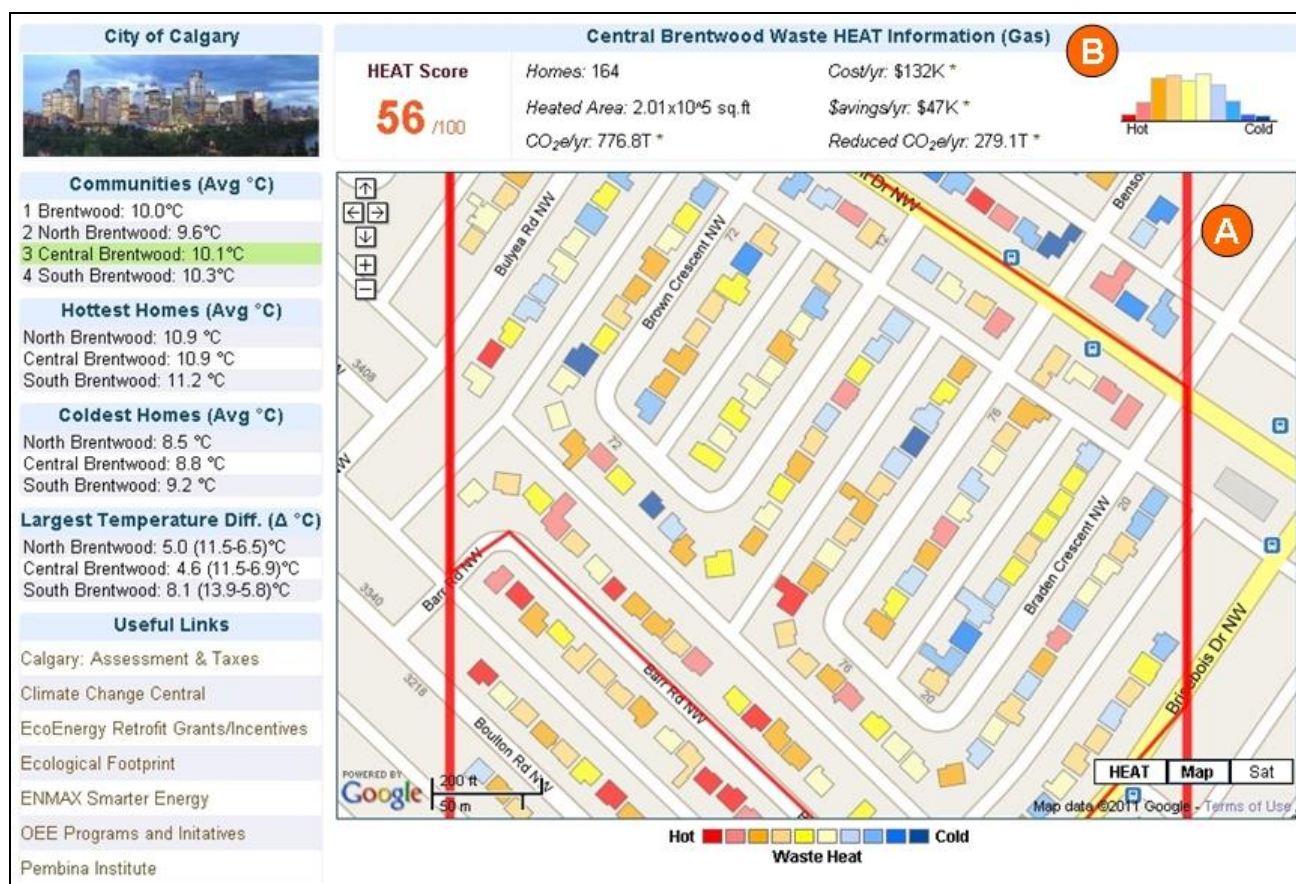 City of Calgary
Central Brentwood Waste HEAT Information (Gas)
B
HEAT Score
56 /100
Homes: 164
Heated Area: 2.01x10^5 sq.ft
CO₂e/yr: 776.8T *
Cost/yr: $132K *
$avings/yr: $47K *
Reduced CO₂e/yr: 279.1T *
Hot Cold
Communities (Avg °C)
1 Brentwood: 10.0°C
2 North Brentwood: 9.6°C
3 Central Brentwood: 10.1°C
4 South Brentwood: 10.3°C
Hottest Homes (Avg °C)
North Brentwood: 10.9 °C
Central Brentwood: 10.9 °C
South Brentwood: 11.2 °C
Coldest Homes (Avg °C)
North Brentwood: 8.5 °C
Central Brentwood: 8.8 °C
South Brentwood: 9.2 °C
Largest Temperature Diff. (Δ °C)
North Brentwood: 5.0 (11.5-6.5)°C
Central Brentwood: 4.6 (11.5-6.9)°C
South Brentwood: 8.1 (13.9-5.8)°C
Useful Links
Calgary: Assessment & Taxes
Climate Change Central
EcoEnergy Retrofit Grants/Incentives
Ecological Footprint
ENMAX Smarter Energy
OEE Programs and Initatives
Pembina Institute
A
Dr NW
Bulyea Rd NW
Brown Crescent NW
72
12
3408
72
76
20
Braden Crescent NW
Barr Rd NW
3340
Barr Rd NW
76
20
Brisebois Dr NW
3218
Boulton Rd NW
POWERED BY
Google
200 ft
50 m
HEAT Map Sat
Map data ©2011 Google - Terms of Use
Hot Cold
Waste Heat